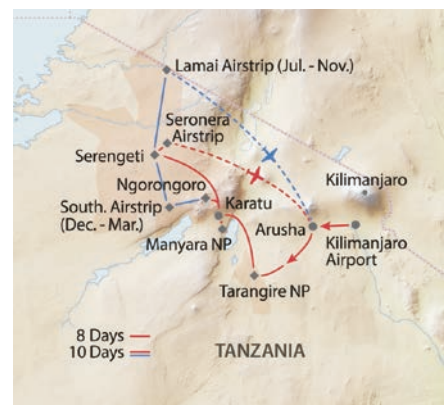 Lamai Airstrip (Jul. - Nov.)
Seronera
Airstrip
Serengeti
Ngorongoro
Kilimanjaro
South. Airstrip
(Dec. - Mar.)
Karatu
Arusha
Kilimanjaro
Airport
Manyara NP
Tarangire NP
8 Days
10 Days
TANZANIA